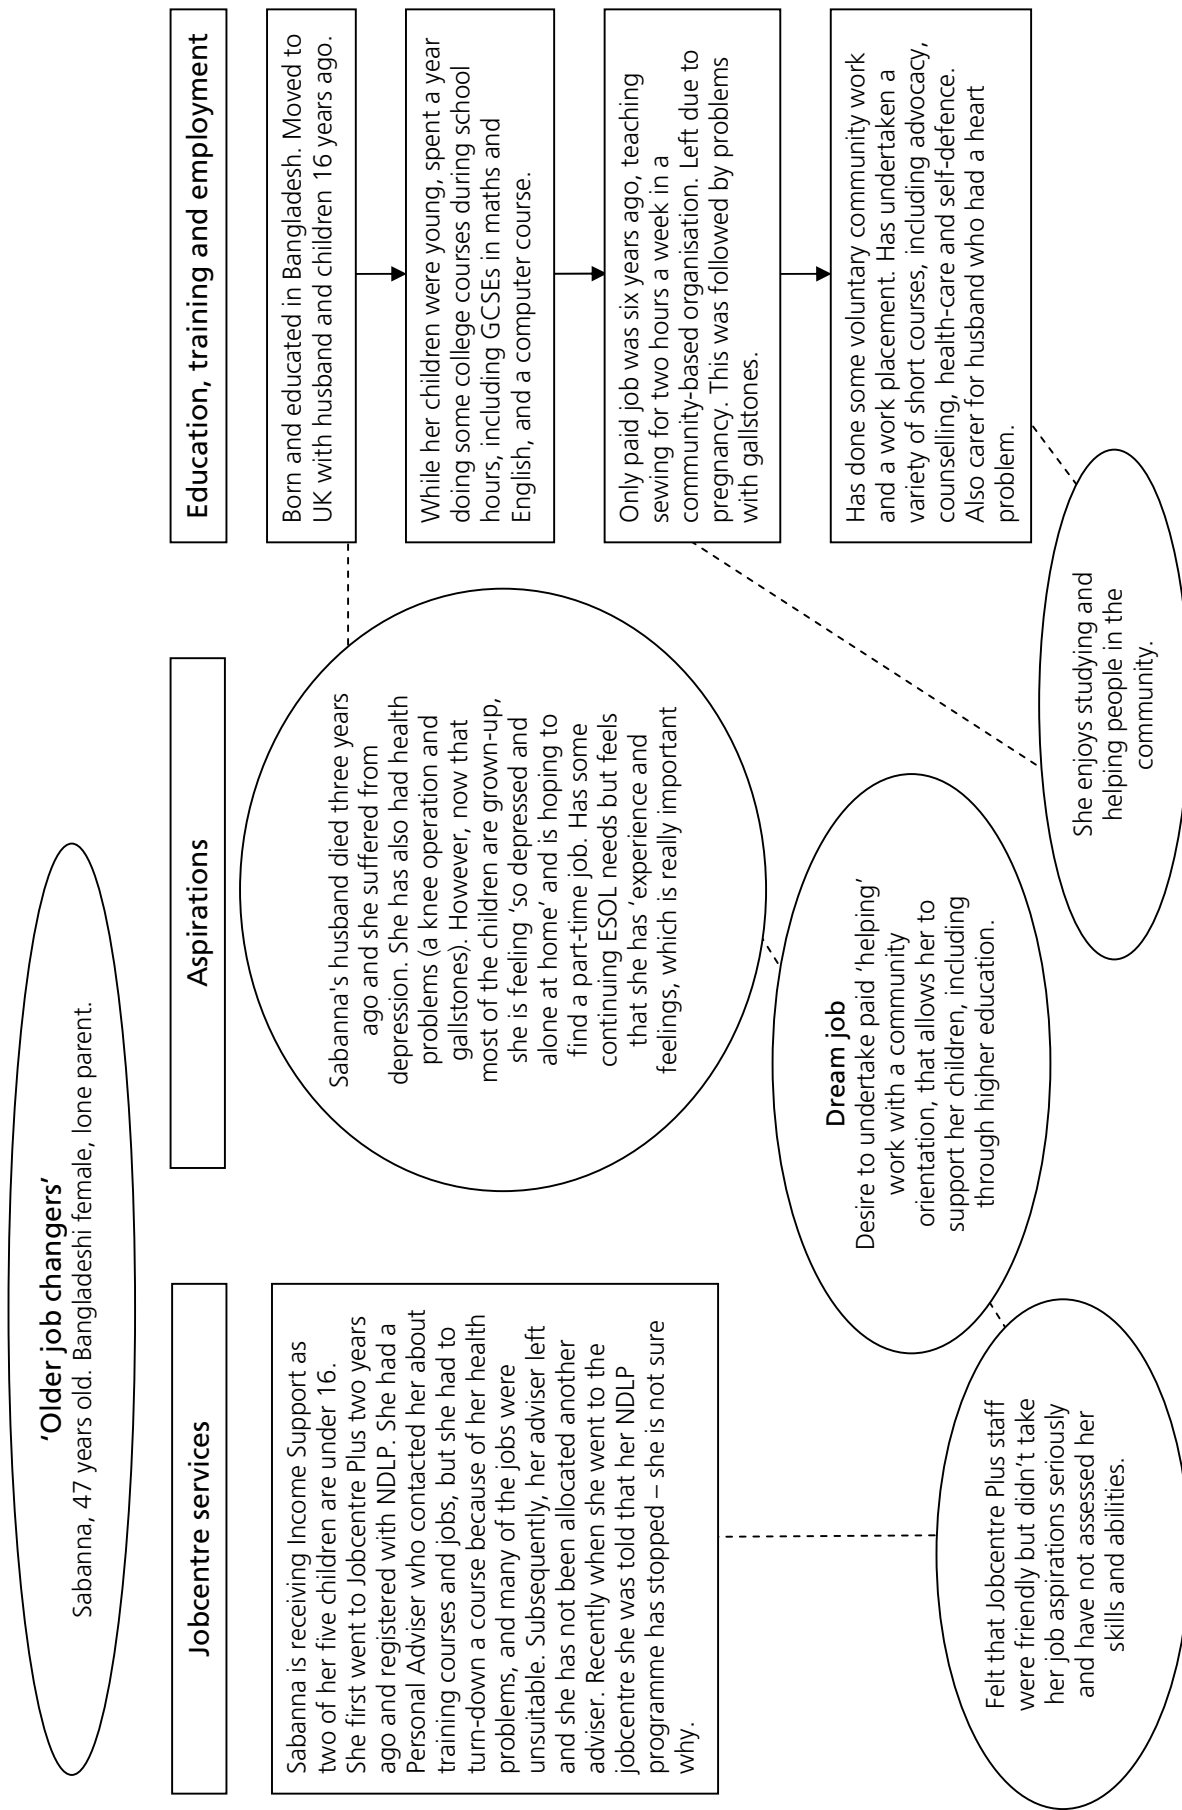 'Older job changers'
Sabanna, 47 years old. Bangladeshi female, lone parent.
Jobcentre services
Sabanna is receiving Income Support as
two of her five children are under 16.
She first went to Jobcentre Plus two years
ago and registered with NDLP. She had a
Personal Adviser who contacted her about
training courses and jobs, but she had to
turn-down a course because of her health
problems, and many of the jobs were
unsuitable. Subsequently, her adviser left
and she has not been allocated another
adviser. Recently when she went to the
jobcentre she was told that her NDLP
programme has stopped – she is not sure
why.
Felt that Jobcentre Plus staff
were friendly but didn't take
her job aspirations seriously
and have not assessed her
skills and abilities.
Aspirations
Sabanna's husband died three years
ago and she suffered from
depression. She has also had health
problems (a knee operation and
gallstones). However, now that
most of the children are grown-up,
she is feeling 'so depressed and
alone at home' and is hoping to
find a part-time job. Has some
continuing ESOL needs but feels
that she has 'experience and
feelings, which is really important
Dream job
Desire to undertake paid 'helping'
work with a community
orientation, that allows her to
support her children, including
through higher education.
Education, training and employment
Born and educated in Bangladesh. Moved to
UK with husband and children 16 years ago.
While her children were young, spent a year
doing some college courses during school
hours, including GCSEs in maths and
English, and a computer course.
Only paid job was six years ago, teaching
sewing for two hours a week in a
community-based organisation. Left due to
pregnancy. This was followed by problems
with gallstones.
Has done some voluntary community work
and a work placement. Has undertaken a
variety of short courses, including advocacy,
counselling, health-care and self-defence.
Also carer for husband who had a heart
problem.
She enjoys studying and
helping people in the
community.